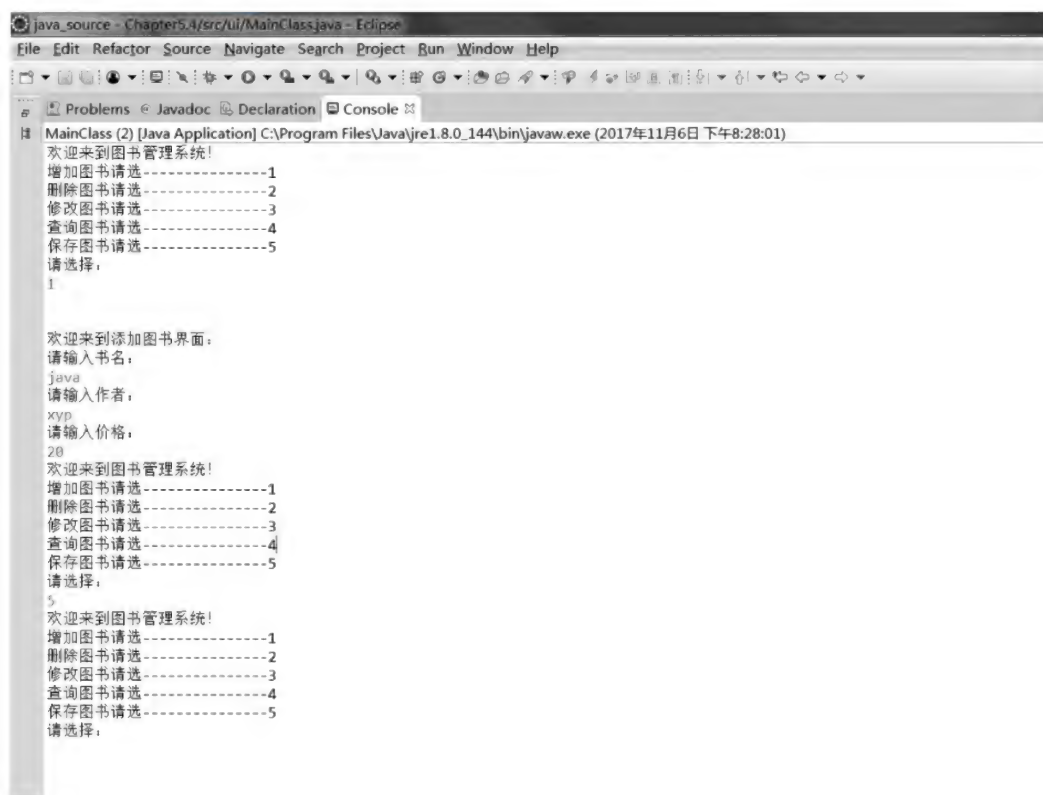 java_source - Chapter5.4/src/ui/MainClass.java - Eclipse
File Edit Refactor Source Navigate Search Project Run Window Help
Problems @ Javadoc Declaration Console
MainClass (2) [Java Application] C:\Program Files\Java\jre1.8.0_144\bin\javaw.exe (2017年11月6日 下午8:28:01)
欢迎来到图书管理系统!
增加图书请选---------------1
删除图书请选---------------2
修改图书请选---------------3
查询图书请选---------------4
保存图书请选---------------5
请选择:
1
欢迎来到添加图书界面:
请输入书名:
java
请输入作者:
xyp
请输入价格:
20
欢迎来到图书管理系统!
增加图书请选---------------1
删除图书请选---------------2
修改图书请选---------------3
查询图书请选---------------4
保存图书请选---------------5
请选择:
5
欢迎来到图书管理系统!
增加图书请选---------------1
删除图书请选---------------2
修改图书请选---------------3
查询图书请选---------------4
保存图书请选---------------5
请选择: